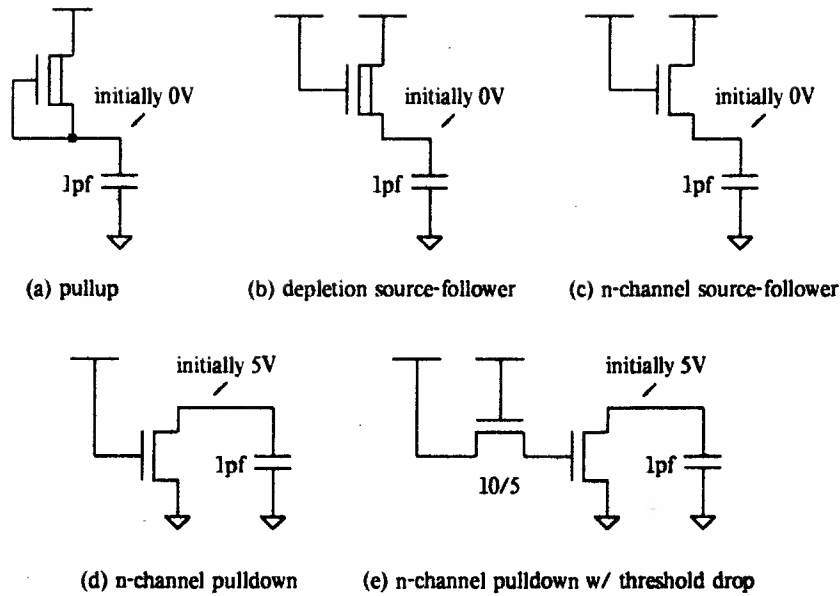 initially 0V
initially 0V
initially 0V
1pf
1pf
1pf
(a) pullup
(b) depletion source-follower
(c) n-channel source-follower
initially 5V
initially 5V
1pf
10/5
1pf
(d) n-channel pulldown
(e) n-channel pulldown w/ threshold drop